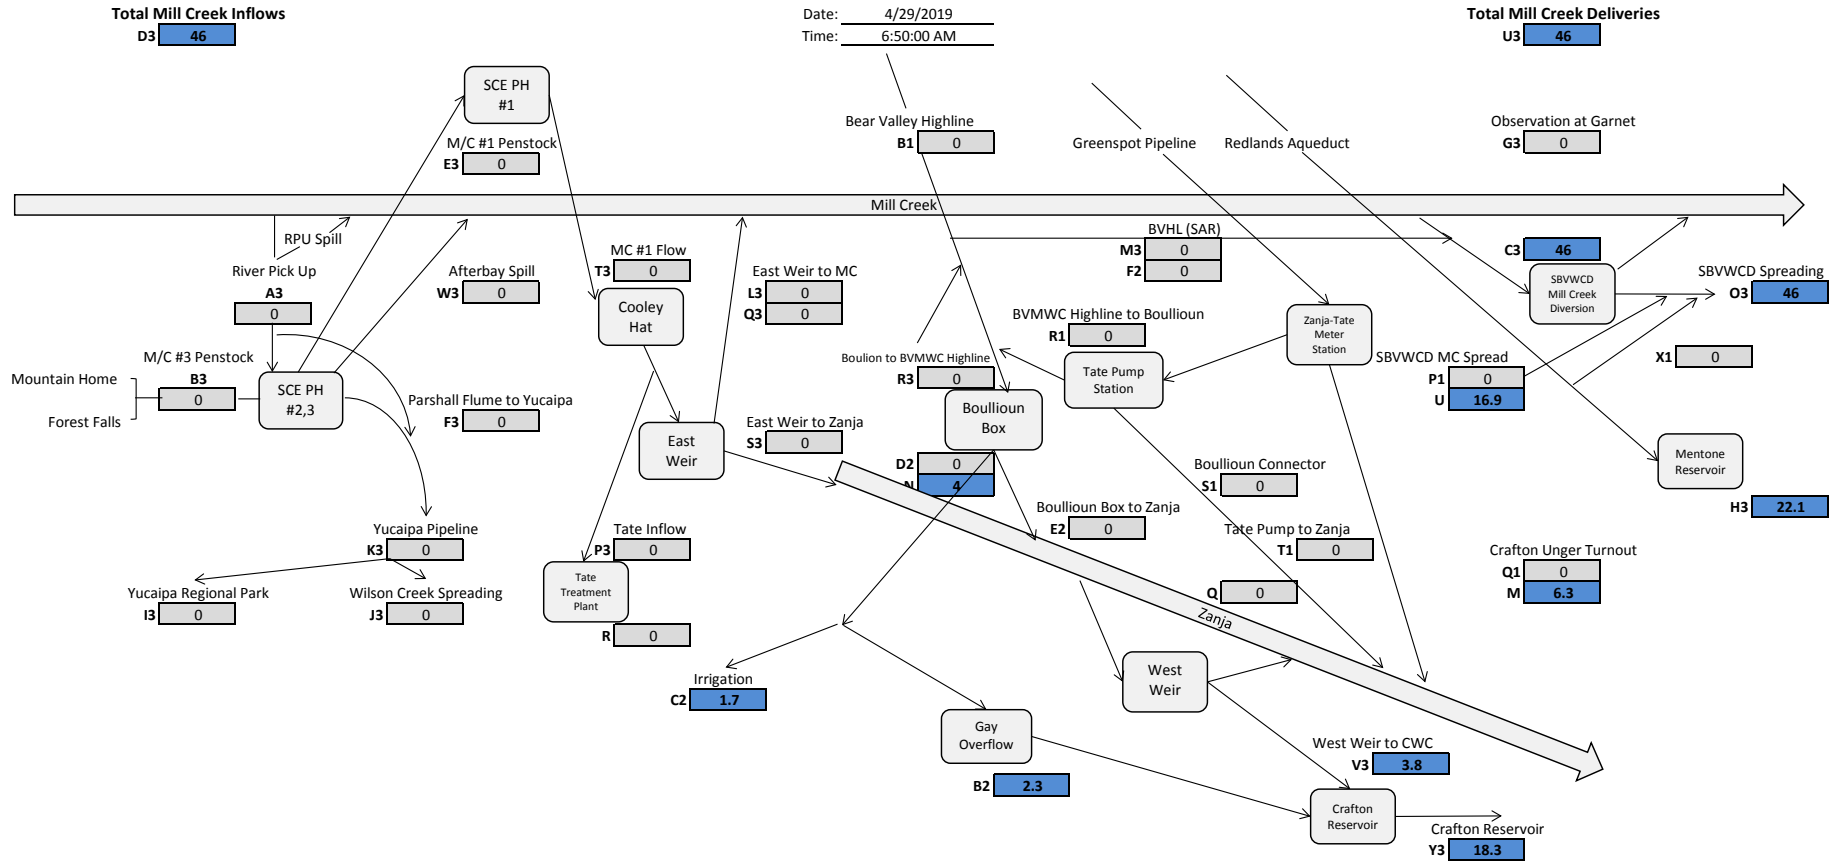 Total Mill Creek Inflows
D3 46
Date: 4/29/2019
Time: 6:50:00 AM
Total Mill Creek Deliveries
U3 46
SCE PH
#1
M/C #1 Penstock
E3 0
Bear Valley Highline
B1 0
Greenspot Pipeline
Redlands Aqueduct
Observation at Garnet
G3 0
Mill Creek
RPU Spill
River Pick Up
A3
0
Afterbay Spill
W3 0
MC #1 Flow
T3 0
Cooley
Hat
East Weir to MC
L3 0
Q3 0
BVHL (SAR)
M3 0
F2 0
C3 46
SBVWCD
Mill Creek
Diversion
SBVWCD Spreading
O3 46
BVMWC Highline to Boullioun
R1 0
Zanja-Tate
Meter
Station
Mountain Home
Forest Falls
M/C #3 Penstock
B3
0
SCE PH
#2,3
Parshall Flume to Yucaipa
F3 0
Boulion to BVMWC Highline
R3 0
Tate Pump
Station
SBVWCD MC Spread
P1 0
U 16.9
X1 0
Boullioun
Box
East
Weir
East Weir to Zanja
S3 0
D2 0
N 4
Boullioun Connector
S1 0
Mentone
Reservoir
H3 22.1
Boullioun Box to Zanja
E2 0
Yucaipa Pipeline
K3 0
Tate Inflow
P3 0
Tate
Treatment
Plant
R 0
Tate Pump to Zanja
T1 0
Q 0
Crafton Unger Turnout
Q1 0
M 6.3
Yucaipa Regional Park
I3 0
Wilson Creek Spreading
J3 0
Zanja
Irrigation
C2 1.7
West
Weir
Gay
Overflow
B2 2.3
West Weir to CWC
V3 3.8
Crafton
Reservoir
Crafton Reservoir
Y3 18.3